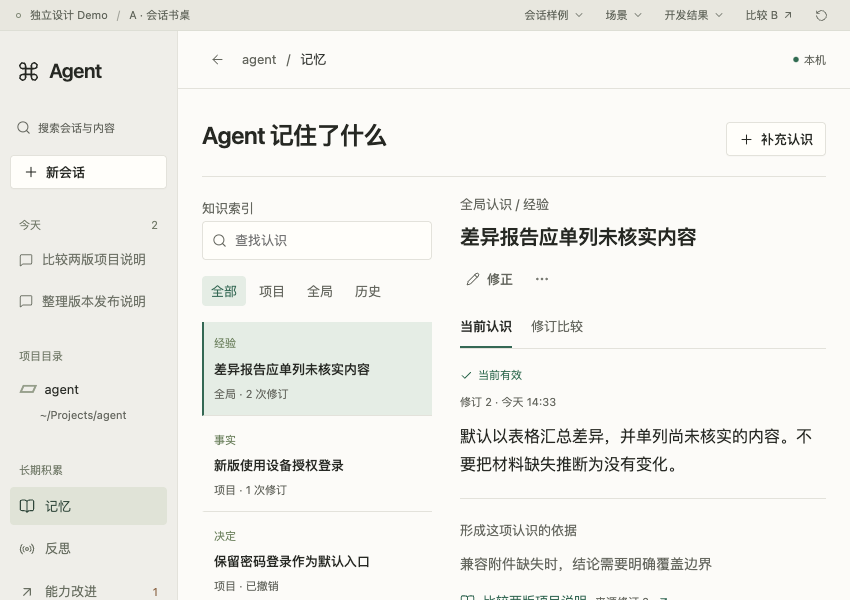 独立设计 Demo / A · 会话书桌
会话样例
场景
开发结果
比较 B
Agent
搜索会话与内容
新会话
今天 2
比较两版项目说明
整理版本发布说明
项目目录
agent
~/Projects/agent
长期积累
记忆
反思
能力改进 1
agent / 记忆
本机
Agent 记住了什么
补充认识
知识索引
查找认识
全部 项目 全局 历史
经验
差异报告应单列未核实内容
全局 · 2 次修订
事实
新版使用设备授权登录
项目 · 1 次修订
决定
保留密码登录作为默认入口
项目 · 已撤销
全局认识 / 经验
差异报告应单列未核实内容
修正
当前认识 修订比较
当前有效
修订 2 · 今天 14:33
默认以表格汇总差异，并单列尚未核实的内容。不
要把材料缺失推断为没有变化。
形成这项认识的依据
兼容附件缺失时，结论需要明确覆盖边界
比较两版项目说明